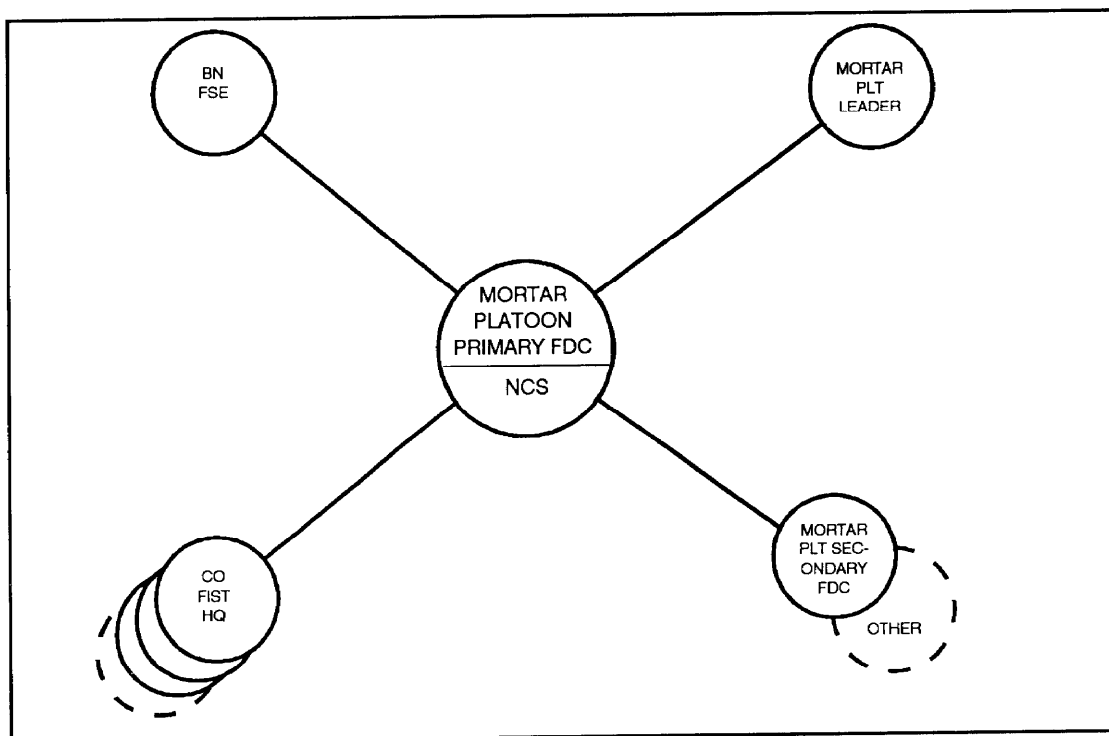 BN
FSE
MORTAR
PLT
LEADER
MORTAR
PLATOON
PRIMARY FDC
NCS
CO
FIST
HQ
MORTAR
PLT SEC-
ONDARY
FDC
OTHER